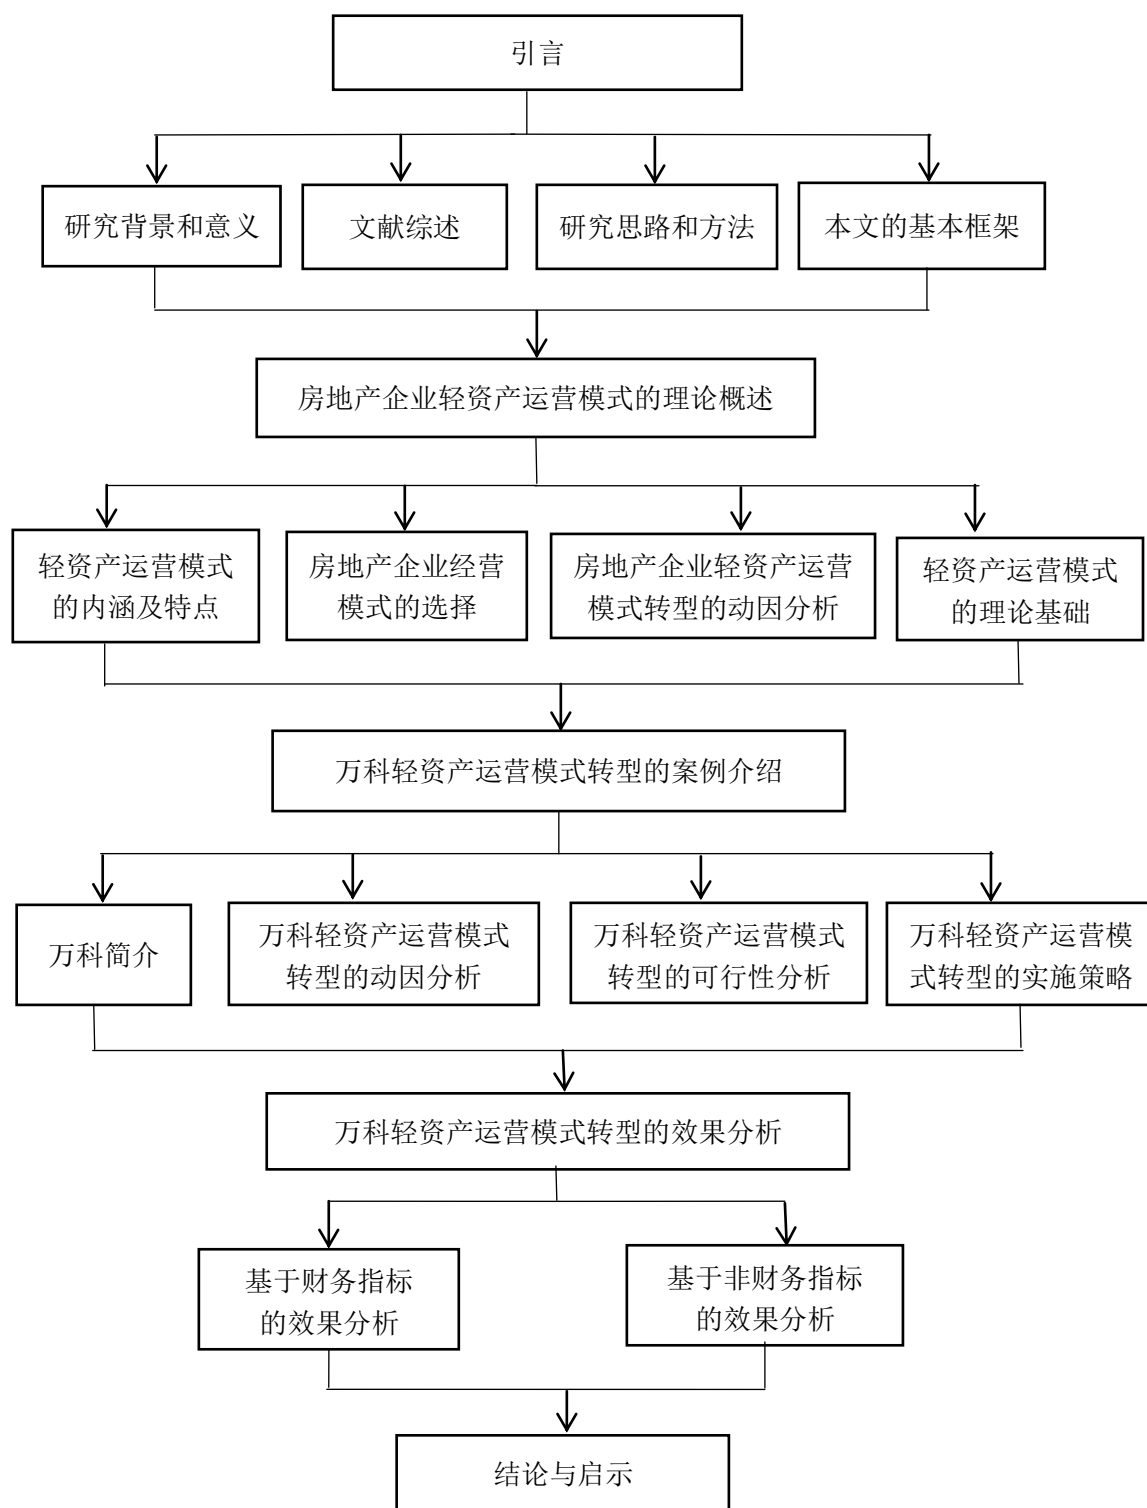 引言
研究背景和意义
文献综述
研究思路和方法
本文的基本框架
房地产企业轻资产运营模式的理论概述
轻资产运营模式
的内涵及特点
房地产企业经营
模式的选择
房地产企业轻资产运营
模式转型的动因分析
轻资产运营模式
的理论基础
万科轻资产运营模式转型的案例介绍
万科简介
万科轻资产运营模式
转型的动因分析
万科轻资产运营模式
转型的可行性分析
万科轻资产运营模
式转型的实施策略
万科轻资产运营模式转型的效果分析
基于财务指标
的效果分析
基于非财务指标
的效果分析
结论与启示